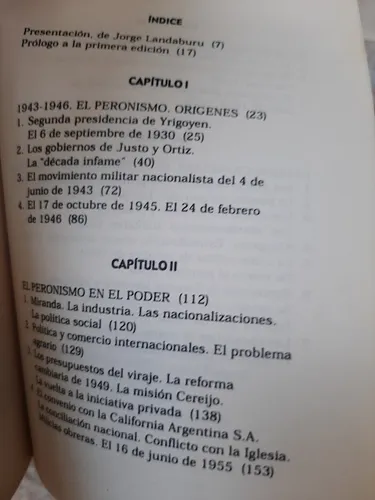 ÍNDICE
Presentación, de Jorge Landaburu (7)
Prólogo a la primera edición (17)
CAPÍTULO I
1943-1946. EL PERONISMO. ORIGENES (23)
1. Segunda presidencia de Yrigoyen.
El 6 de septiembre de 1930 (25)
2. Los gobiernos de Justo y Ortiz.
La "década infame" (40)
3. El movimiento militar nacionalista del 4 de
junio de 1943 (72)
4. El 17 de octubre de 1945. El 24 de febrero
de 1946 (86)
CAPÍTULO II
EL PERONISMO EN EL PODER (112)
1. Miranda. La industria. Las nacionalizaciones.
La política social (120)
2. Política y comercio internacionales. El problema
agrario (129)
3. Los presupuestos del viraje. La reforma
cambiaria de 1949. La misión Cereijo.
La vuelta a la iniciativa privada (138)
4. El convenio con la California Argentina S.A.
La conciliación nacional. Conflicto con la Iglesia.
Milicias obreras. El 16 de junio de 1955 (153)